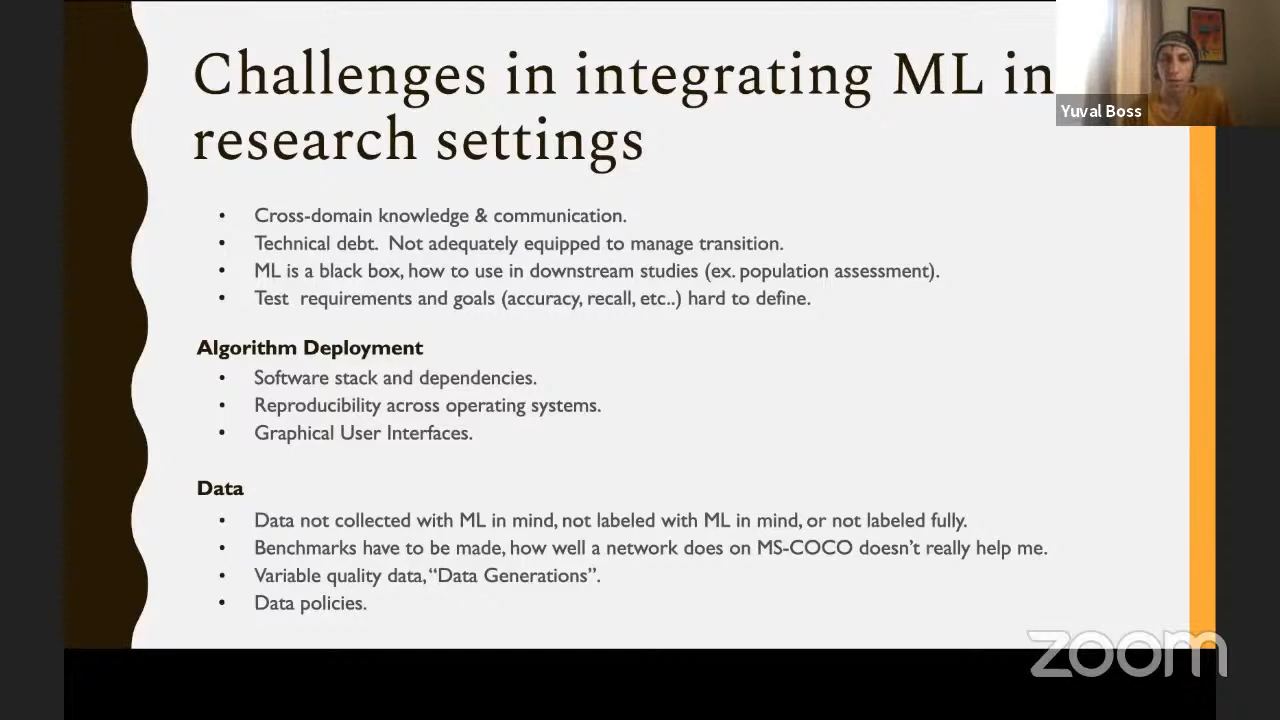 Challenges in integrating ML in
research settings
Yuval Boss
• Cross-domain knowledge & communication.
• Technical debt. Not adequately equipped to manage transition.
• ML is a black box, how to use in downstream studies (ex. population assessment).
• Test requirements and goals (accuracy, recall, etc..) hard to define.
Algorithm Deployment
• Software stack and dependencies.
• Reproducibility across operating systems.
• Graphical User Interfaces.
Data
• Data not collected with ML in mind, not labeled with ML in mind, or not labeled fully.
• Benchmarks have to be made, how well a network does on MS-COCO doesn’t really help me.
• Variable quality data, “Data Generations”.
• Data policies.
zoom